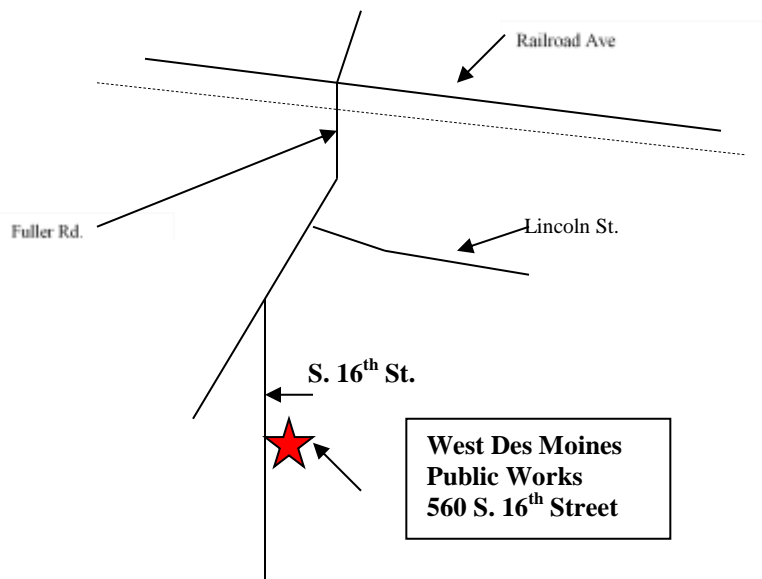 Railroad Ave
Fuller Rd.
Lincoln St.
S. 16th St.
West Des Moines
Public Works
560 S. 16th Street